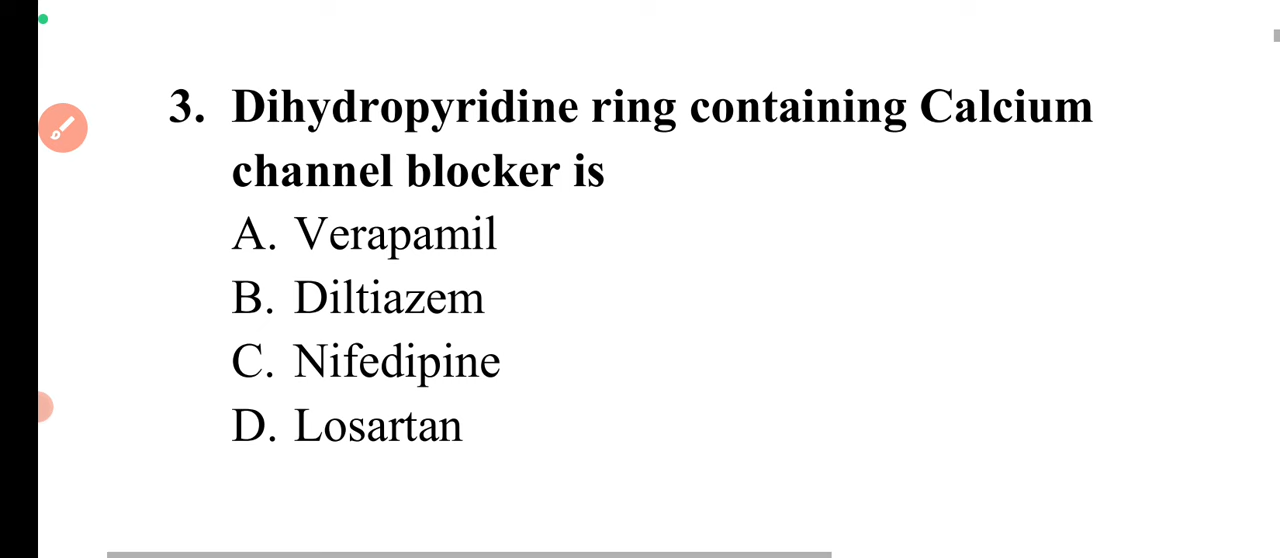 3. Dihydropyridine ring containing Calcium
channel blocker is
A. Verapamil
B. Diltiazem
C. Nifedipine
D. Losartan